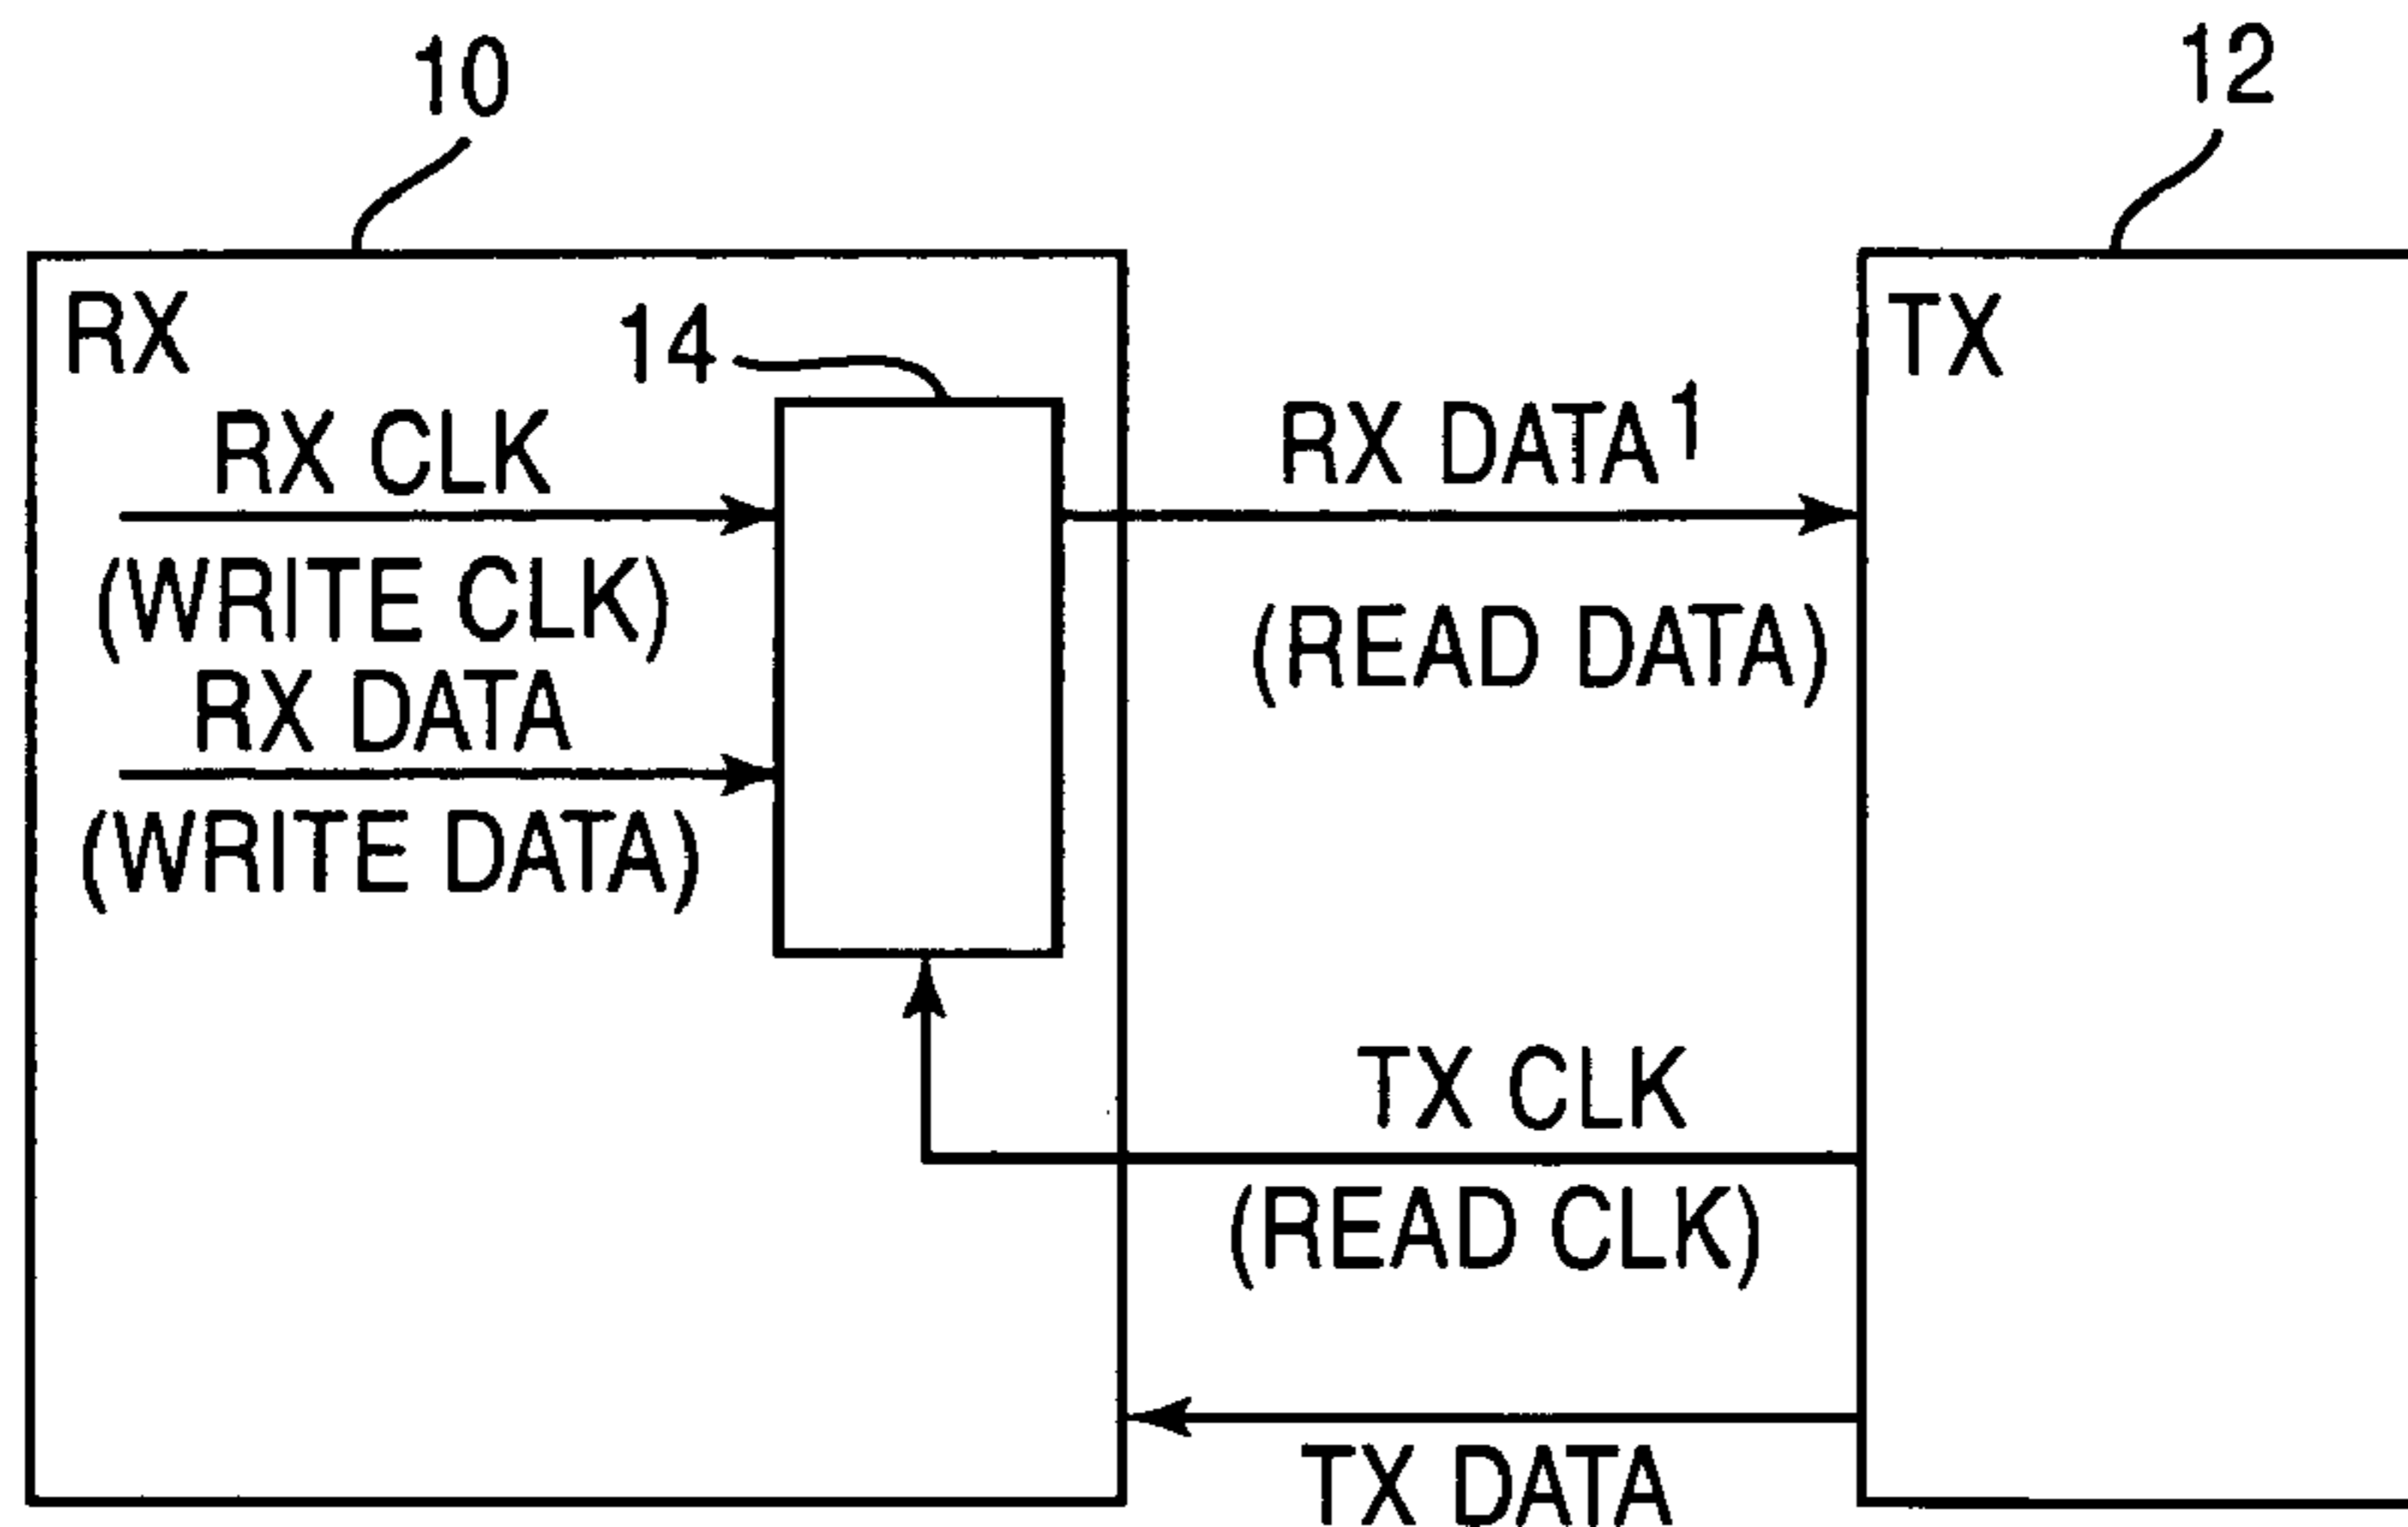 10
12
RX
14
TX
RX CLK
(WRITE CLK)
RX DATA
(WRITE DATA)
RX DATA¹
(READ DATA)
TX CLK
(READ CLK)
TX DATA